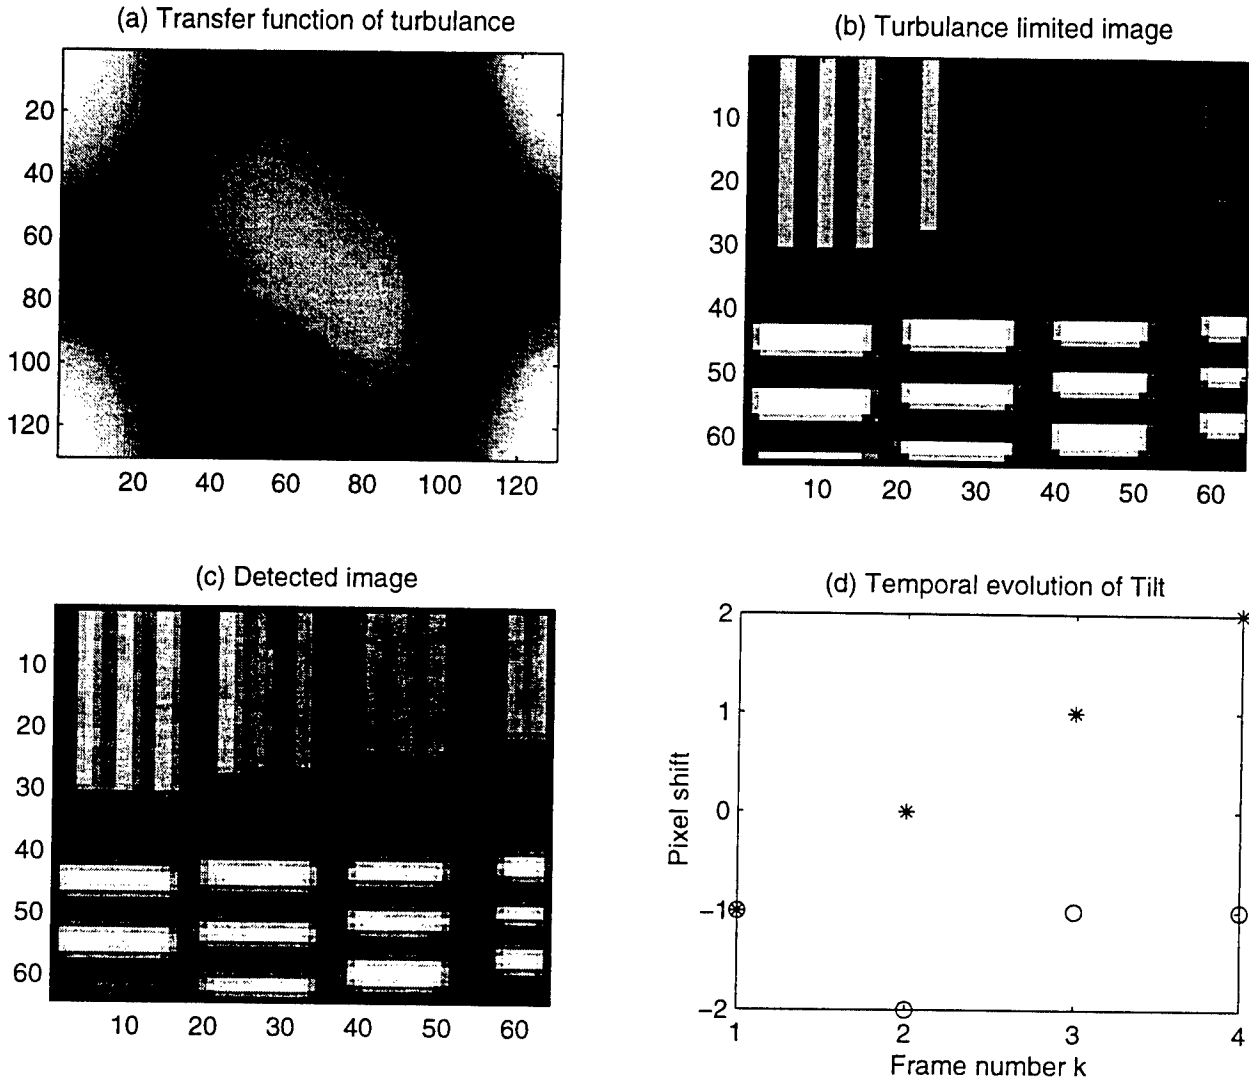 (a) Transfer function of turbulance
20
40
60
80
100
120
20 40 60 80 100 120
(b) Turbulance limited image
10
20
30
40
50
60
10 20 30 40 50 60
(c) Detected image
10
20
30
40
50
60
10 20 30 40 50 60
(d) Temporal evolution of Tilt
2
1
0
−1
−2
Pixel shift
1 2 3 4
Frame number k